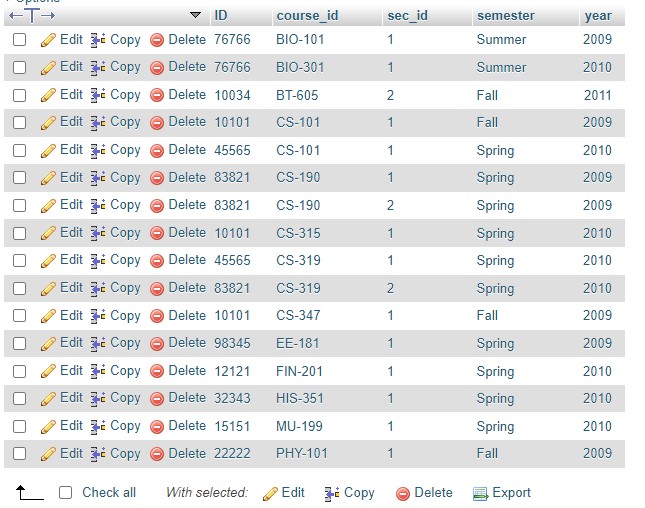 Options
ID course_id sec_id semester year
Edit Copy Delete 76766 BIO-101 1 Summer 2009
Edit Copy Delete 76766 BIO-301 1 Summer 2010
Edit Copy Delete 10034 BT-605 2 Fall 2011
Edit Copy Delete 10101 CS-101 1 Fall 2009
Edit Copy Delete 45565 CS-101 1 Spring 2010
Edit Copy Delete 83821 CS-190 1 Spring 2009
Edit Copy Delete 83821 CS-190 2 Spring 2009
Edit Copy Delete 10101 CS-315 1 Spring 2010
Edit Copy Delete 45565 CS-319 1 Spring 2010
Edit Copy Delete 83821 CS-319 2 Spring 2010
Edit Copy Delete 10101 CS-347 1 Fall 2009
Edit Copy Delete 98345 EE-181 1 Spring 2009
Edit Copy Delete 12121 FIN-201 1 Spring 2010
Edit Copy Delete 32343 HIS-351 1 Spring 2010
Edit Copy Delete 15151 MU-199 1 Spring 2010
Edit Copy Delete 22222 PHY-101 1 Fall 2009
Check all With selected: Edit Copy Delete Export